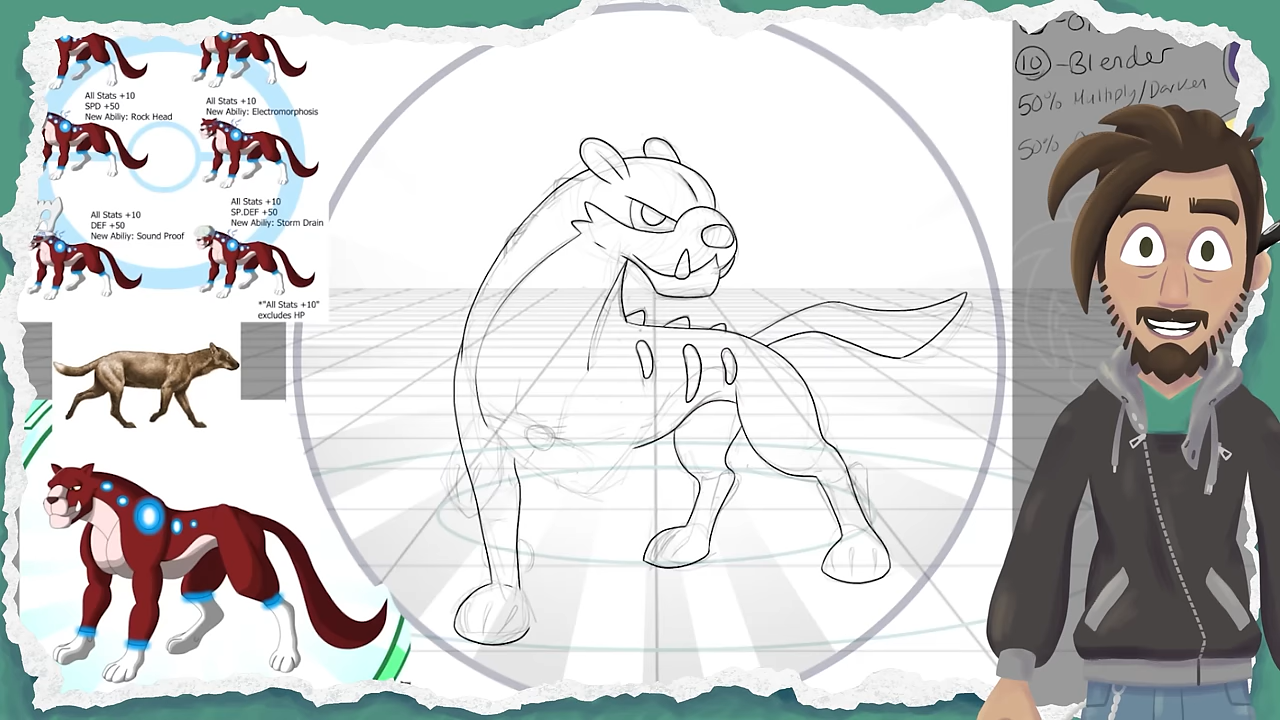 All Stats +10
SPD +50
New Abiliy: Rock Head
All Stats +10
New Abiliy: Electromorphosis
All Stats +10
DEF +50
New Abiliy: Sound Proof
All Stats +10
SP.DEF +50
New Abiliy: Storm Drain
*"All Stats +10"
excludes HP
10 -Blender
50% Multiply/Darken
50%